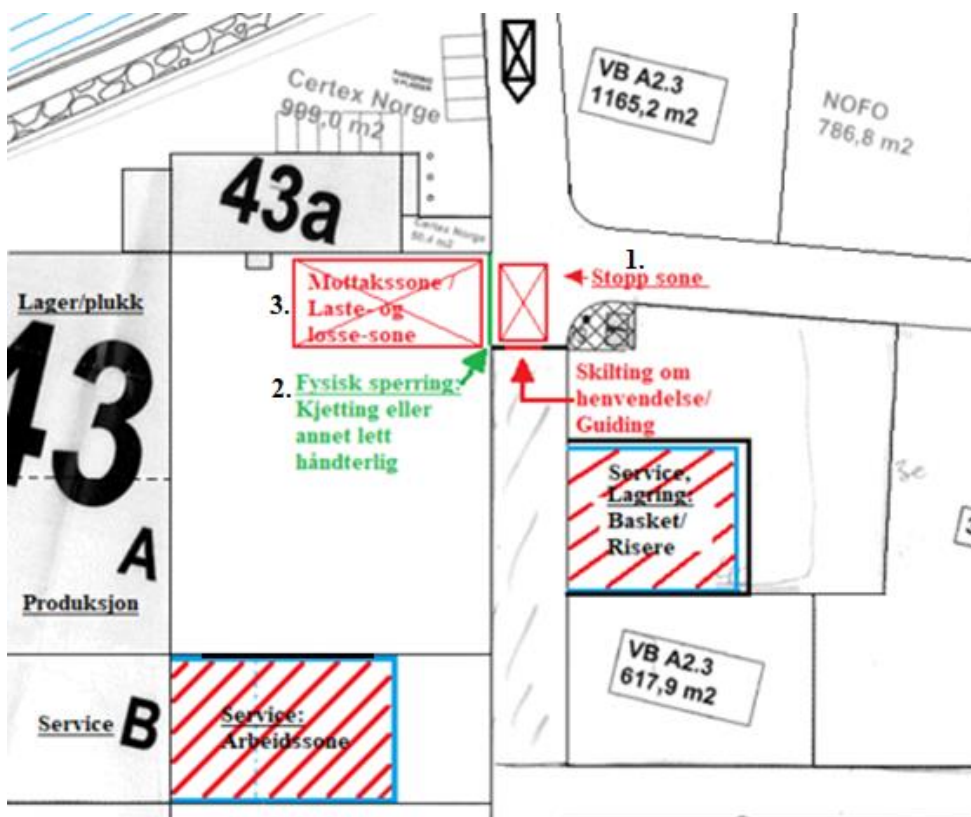 VB A2.3
1165,2 m2
NOFO
786,8 m2
Certex Norge
999,0 m2
43a
Certex Norge
1.
Stopp sone
3.
Mottakssone /
Laste- og
losse-sone
Lager/plukk
43
2.
Fysisk sperring:
Kjetting eller
annet lett
håndterlig
Skilting om
henvendelse/
Guiding
Service,
Lagring:
Basket/
Risere
A
Produksjon
VB A2.3
617,9 m2
Service
B
Service:
Arbeidssone